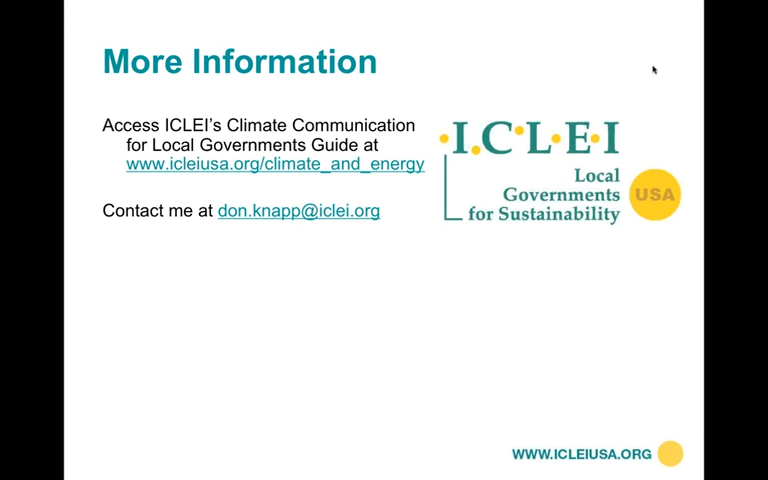 More Information
Access ICLEI's Climate Communication
for Local Governments Guide at
www.icleiusa.org/climate_and_energy
Contact me at don.knapp@iclei.org
I.C.L.E.I
Local
Governments
for Sustainability
USA
WWW.ICLEIUSA.ORG